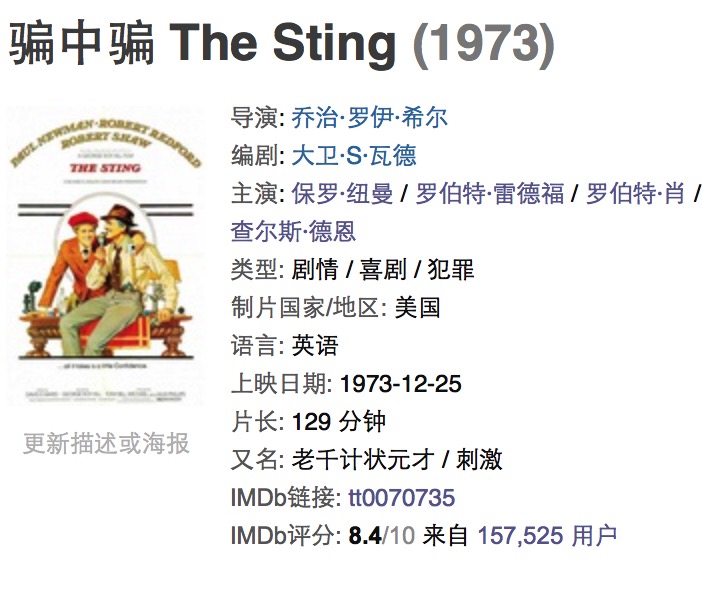 骗中骗 The Sting (1973)
PAUL NEWMAN·ROBERT REDFORD
ROBERT SHAW
THE STING
...all it takes is a little Confidence.
更新描述或海报
导演: 乔治·罗伊·希尔
编剧: 大卫·S·瓦德
主演: 保罗·纽曼 / 罗伯特·雷德福 / 罗伯特·肖 /
查尔斯·德恩
类型: 剧情 / 喜剧 / 犯罪
制片国家/地区: 美国
语言: 英语
上映日期: 1973-12-25
片长: 129 分钟
又名: 老千计状元才 / 刺激
IMDb链接: tt0070735
IMDb评分: 8.4/10 来自 157,525 用户